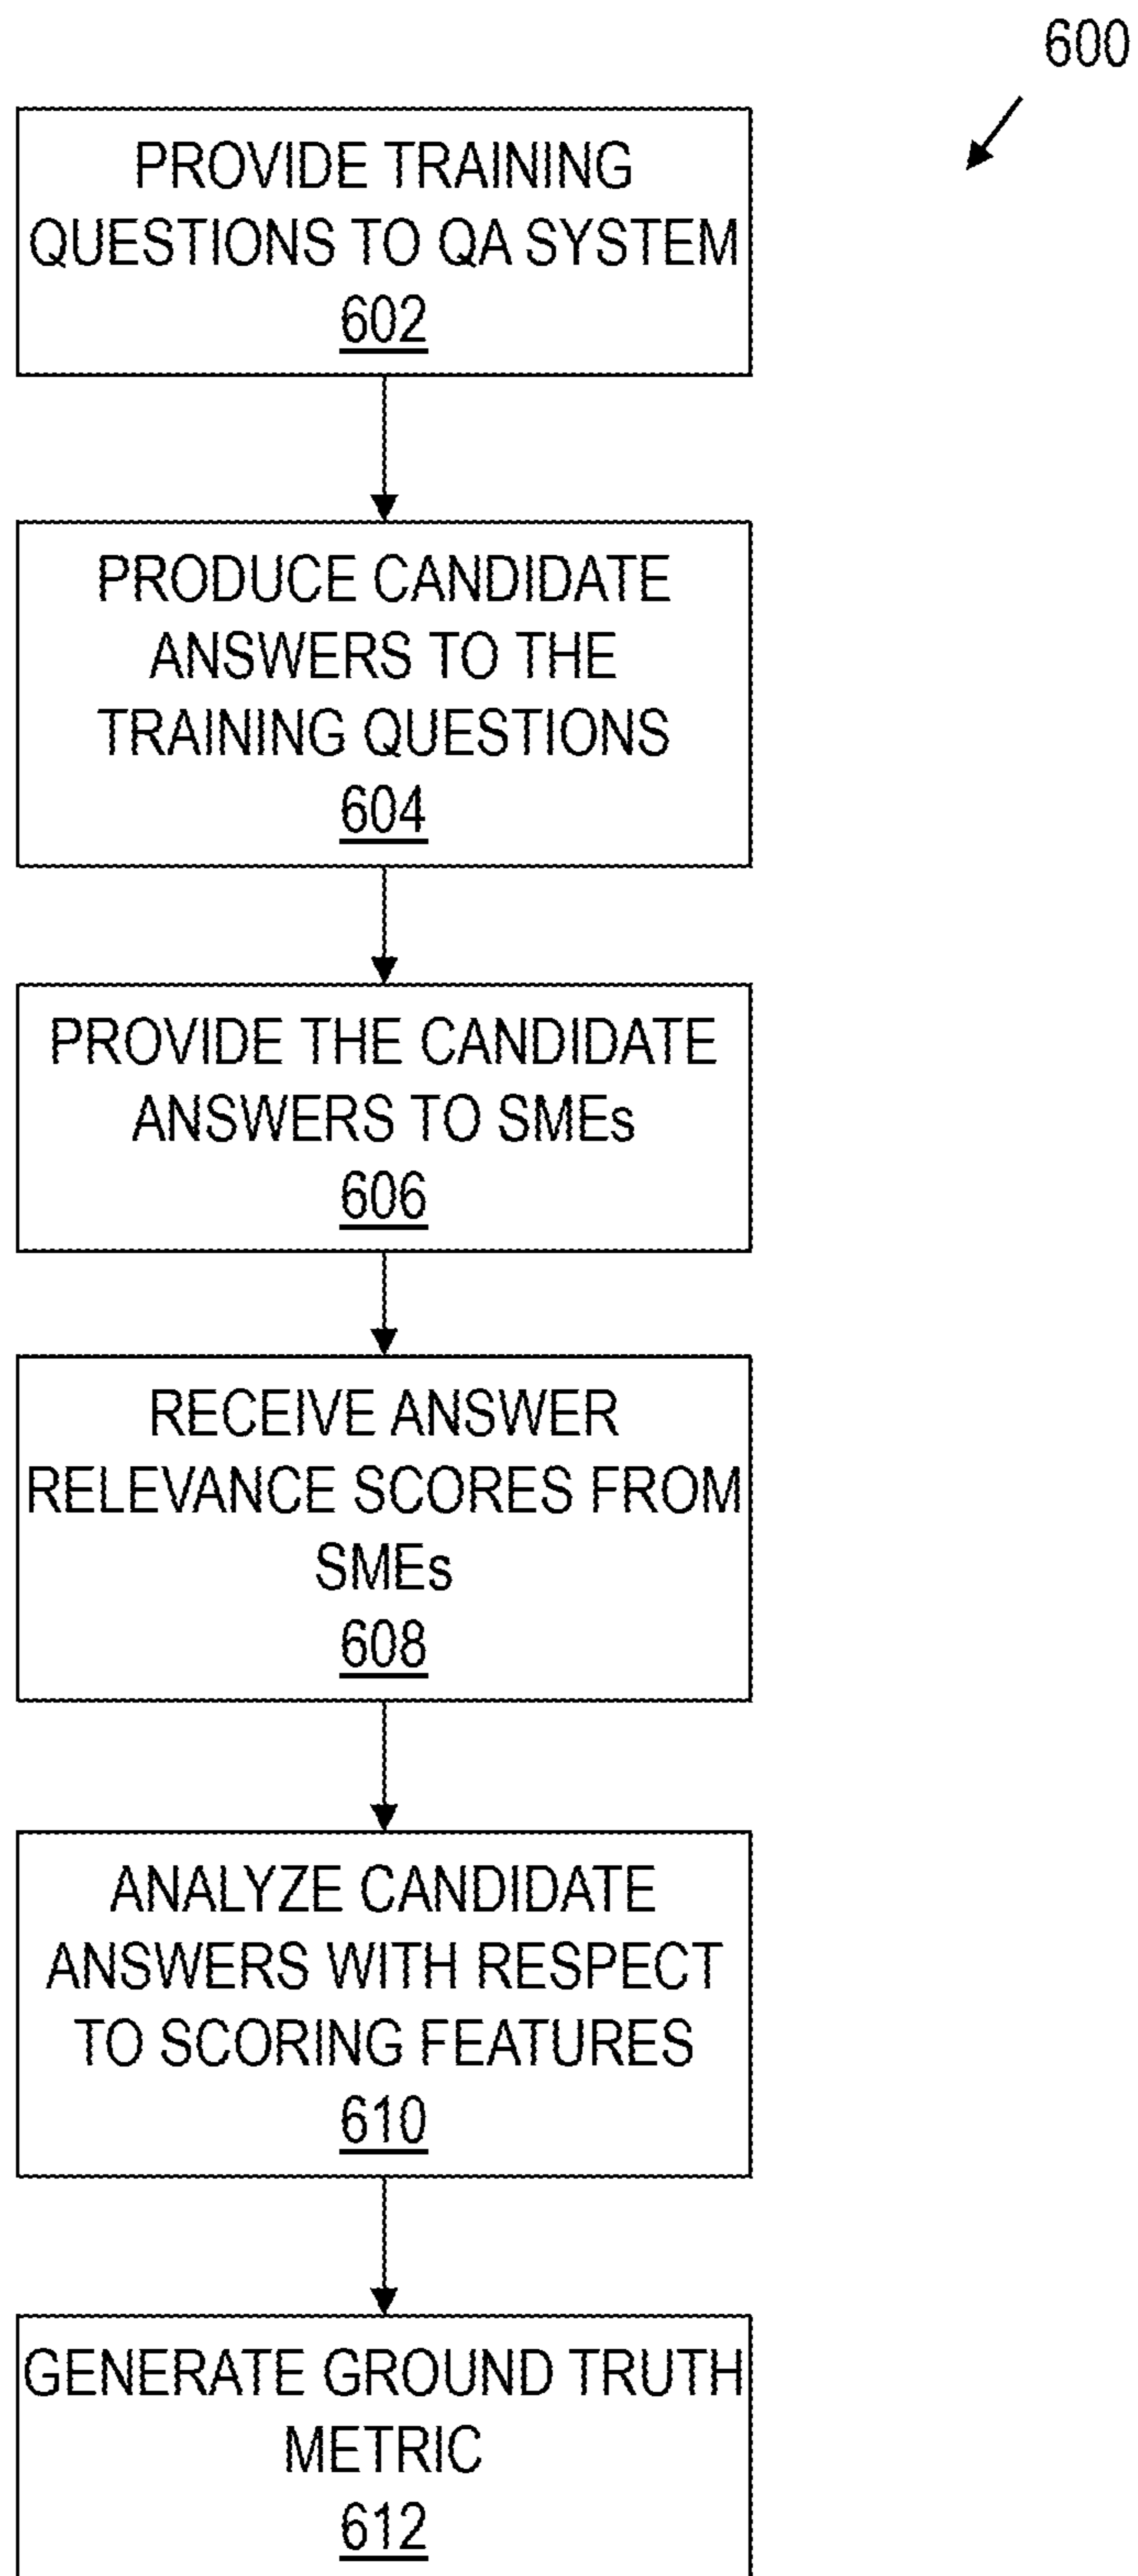 600
PROVIDE TRAINING
QUESTIONS TO QA SYSTEM
602
PRODUCE CANDIDATE
ANSWERS TO THE
TRAINING QUESTIONS
604
PROVIDE THE CANDIDATE
ANSWERS TO SMEs
606
RECEIVE ANSWER
RELEVANCE SCORES FROM
SMEs
608
ANALYZE CANDIDATE
ANSWERS WITH RESPECT
TO SCORING FEATURES
610
GENERATE GROUND TRUTH
METRIC
612